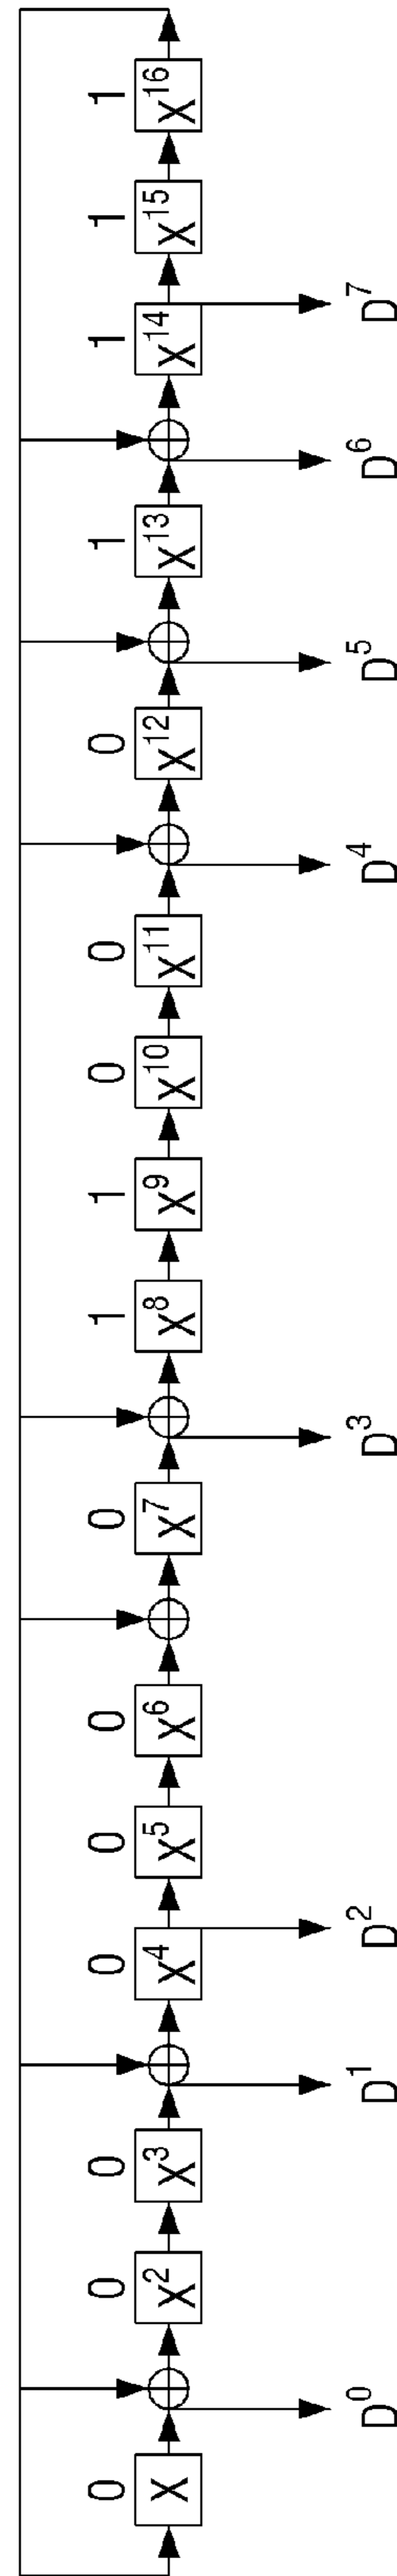 0 0 0 0 0 0 0 1 1 0 0 0 1 1 1 1
X X² X³ X⁴ X⁵ X⁶ X⁷ X⁸ X⁹ X¹⁰ X¹¹ X¹² X¹³ X¹⁴ X¹⁵ X¹⁶
D⁰ D¹ D² D³ D⁴ D⁵ D⁶ D⁷